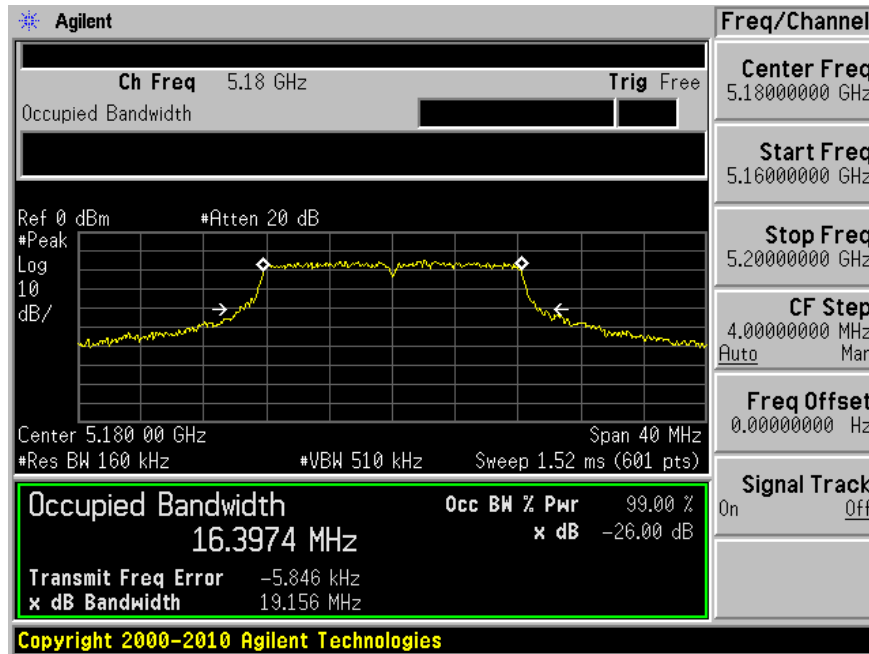 Agilent
Ch Freq 5.18 GHz Trig Free
Occupied Bandwidth
Ref 0 dBm #Atten 20 dB
#Peak
Log
10
dB/
Center 5.180 00 GHz Span 40 MHz
#Res BW 160 kHz #VBW 510 kHz Sweep 1.52 ms (601 pts)
Occupied Bandwidth
16.3974 MHz
Occ BW % Pwr 99.00 %
x dB -26.00 dB
Transmit Freq Error -5.846 kHz
x dB Bandwidth 19.156 MHz
Copyright 2000-2010 Agilent Technologies
Freq/Channel
Center Freq
5.18000000 GHz
Start Freq
5.16000000 GHz
Stop Freq
5.20000000 GHz
CF Step
4.00000000 MHz
Auto Man
Freq Offset
0.00000000 Hz
Signal Track
On Off